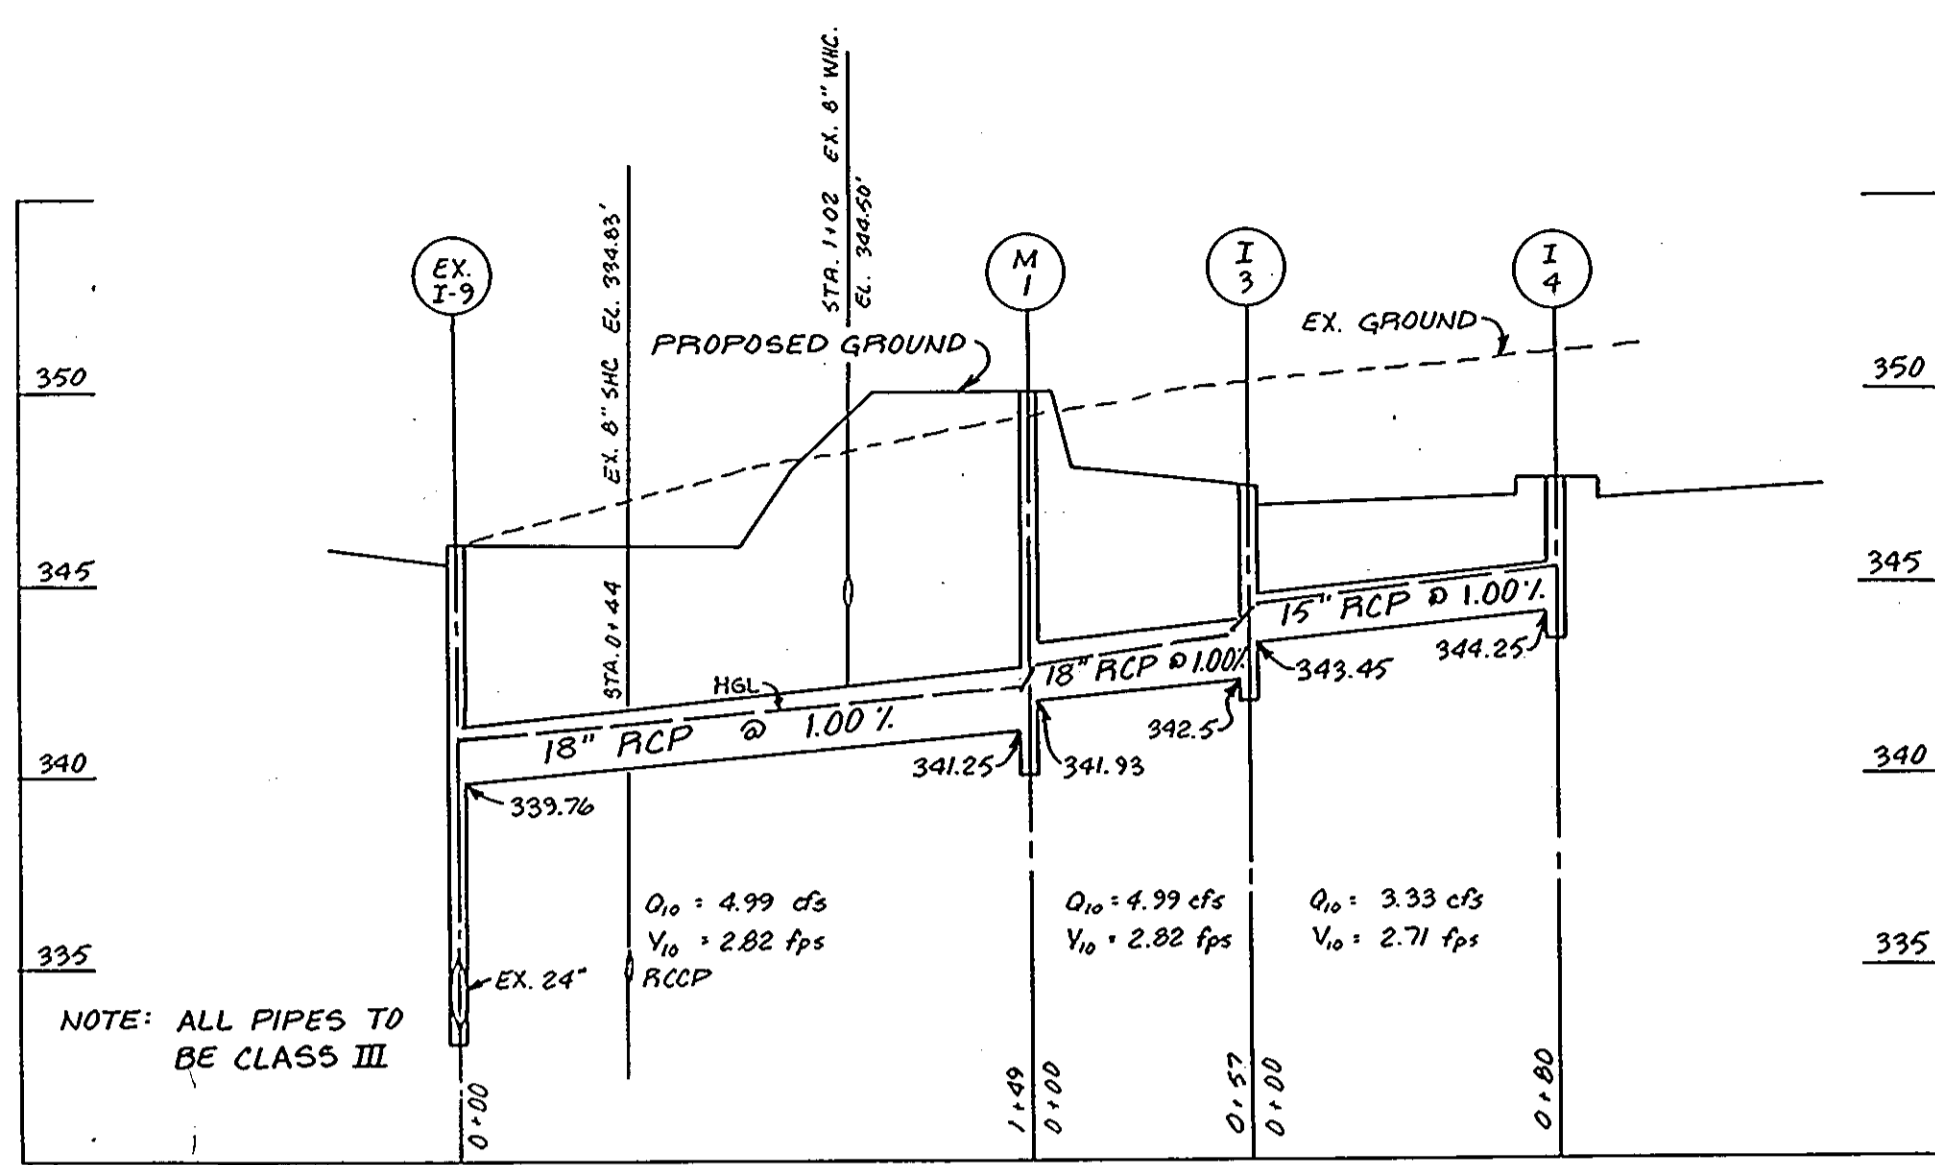 STA. 1+02 EX. 8" WHC.
EL. 344.50'
EX. 8" SHC EL. 334.83'
STA. 0+44
EX.
I-9
M
1
I
3
I
4
PROPOSED GROUND
EX. GROUND
350
350
345
345
340
340
335
335
HGL
18" RCP @ 1.00 %
18" RCP @ 1.00%
15" RCP @ 1.00%
339.76
341.25
341.93
342.5
343.45
344.25
Q10 = 4.99 cfs
V10 = 2.82 fps
Q10 = 4.99 cfs
V10 = 2.82 fps
Q10 = 3.33 cfs
V10 = 2.71 fps
EX. 24"
RCCP
NOTE: ALL PIPES TO
BE CLASS III
0+00
1+49
0+00
0+57
0+00
0+80